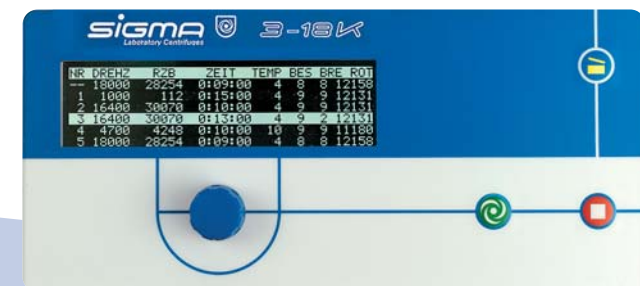 sigma 3-18K
Laboratory Centrifuges
NR DREHZ RZB ZEIT TEMP BES BRE ROT
-- 18000 28254 0:09:00 4 8 8 12158
1 1000 112 0:15:00 4 9 9 12131
2 16400 30070 0:10:00 4 9 9 12131
3 16400 30070 0:13:00 4 9 2 12131
4 4700 4248 0:10:00 10 9 9 11180
5 18000 28254 0:09:00 4 8 8 12158